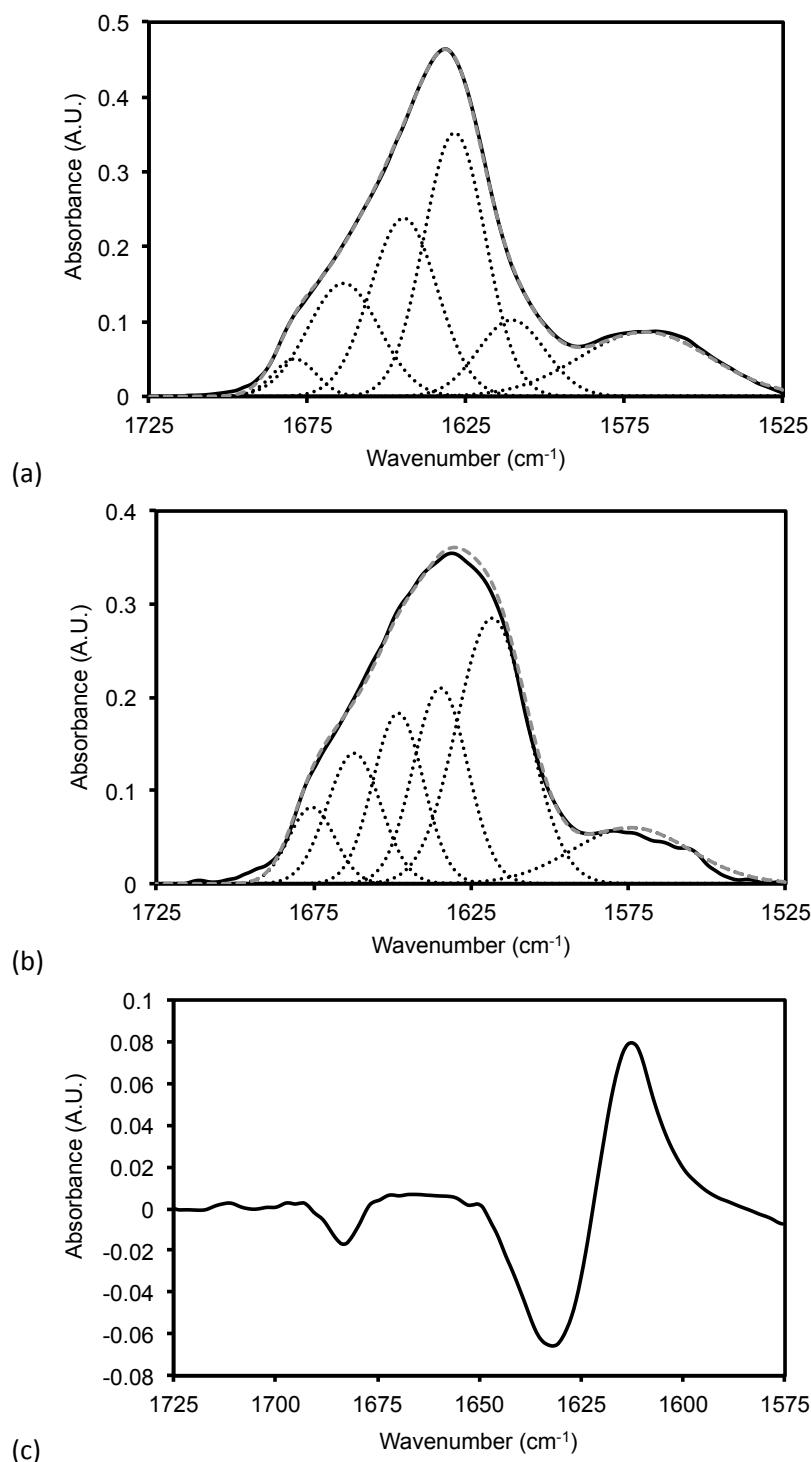 0.5
0.4
0.3
0.2
0.1
0
Absorbance (A.U.)
1725 1675 1625 1575 1525
Wavenumber (cm-1)
(a)
0.4
0.3
0.2
0.1
0
Absorbance (A.U.)
1725 1675 1625 1575 1525
Wavenumber (cm-1)
(b)
0.1
0.08
0.06
0.04
0.02
0
-0.02
-0.04
-0.06
-0.08
Absorbance (A.U.)
1725 1700 1675 1650 1625 1600 1575
Wavenumber (cm-1)
(c)